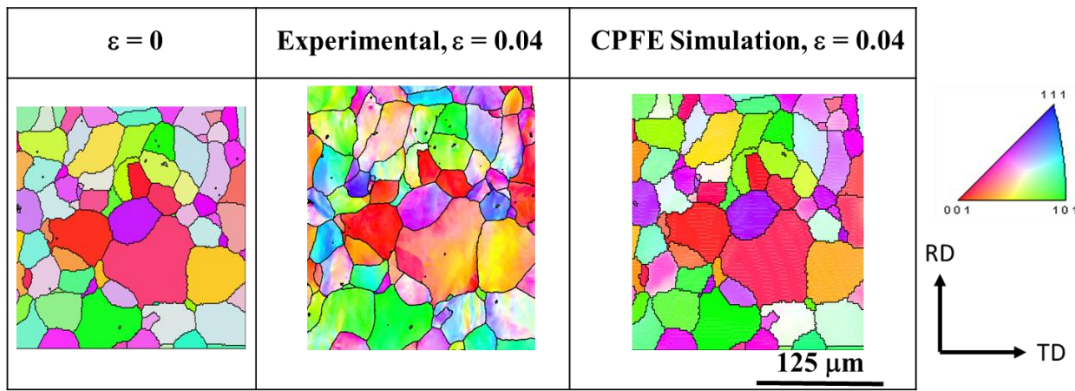 ε = 0
Experimental, ε = 0.04
CPFE Simulation, ε = 0.04
111
001
101
RD
TD
125 μm